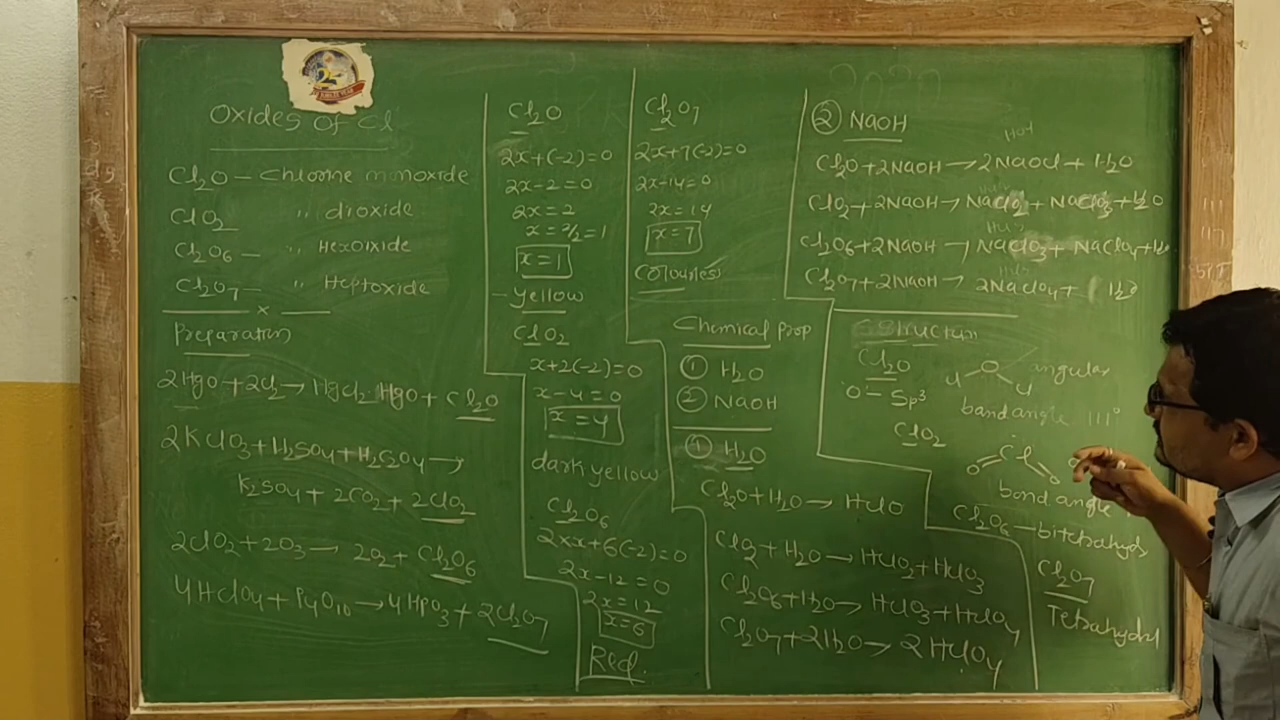 Oxides of Cl
Cl₂O – Chlorine monoxide
ClO₂ " dioxide
Cl₂O₆ – " Hexoixide
Cl₂O₇ – " Heptoxide
x
Preparation
2Hgo + 2Cl₂ → HgCl₂ HgO + Cl₂O
2KClO₃ + H₂SO₄ + H₂C₂O₄ →
K₂SO₄ + 2CO₂ + 2ClO₂
2ClO₂ + 2O₃ → 2O₂ + Cl₂O₆
4HClO₄ + P₄O₁₀ → 4HPO₃ + 2Cl₂O₇
Cl₂O
2x+(-2)=0
2x-2=0
2x=2
x=2/2=1
x=1
– Yellow
ClO₂
x+2(-2)=0
x-4=0
x=4
dark yellow
Cl₂O₆
2xx+6(-2)=0
2x-12=0
2x=12
x=6
Red.
Cl₂O₇
2x+7(-2)=0
2x-14=0
2x=14
x=7
Colourless
Chemical prop
① H₂O
② NaOH
① H₂O
Cl₂O + H₂O → HClO
ClO₂ + H₂O → HClO₂ + HClO₃
Cl₂O₆ + H₂O → HClO₃ + HClO₄
Cl₂O₇ + 2H₂O → 2HClO₄
② NaOH
Cl₂O + 2NaOH → 2NaOCl + H₂O
ClO₂ + 2NaOH → NaClO₂ + NaClO₃ + H₂O
Cl₂O₆ + 2NaOH → NaClO₃ + NaClO₄ + H₂O
Cl₂O₇ + 2NaOH → 2NaClO₄ + H₂O
Structure
Cl₂O
O = Sp³
O
Cl Cl
angular
bond angle 111°
ClO₂
Cl
O O
bond angle
Cl₂O₆ – bitetrahyds
Cl₂O₇
Tetrahydrl